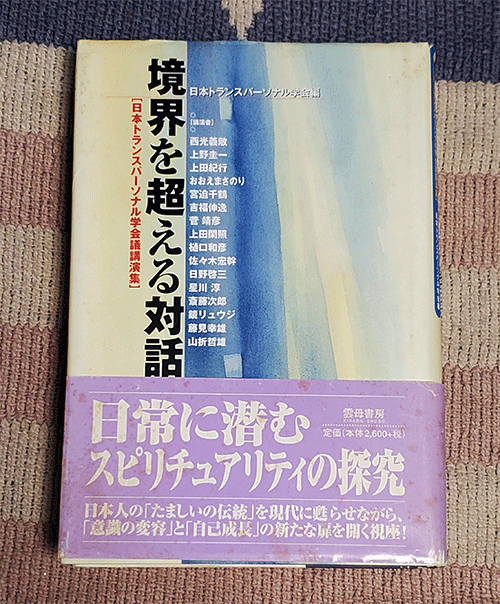 境界を超える対話
[日本トランスパーソナル学会議講演集]
日本トランスパーソナル学会編
[講演者]
西光義敞
上野圭一
上田紀行
おおえまさのり
宮迫千鶴
吉福伸逸
菅 靖彦
上田閑照
樋口和彦
佐々木宏幹
日野啓三
星川 淳
斎藤次郎
鏡リュウジ
藤見幸雄
山折哲雄
日常に潜む
スピリチュアリティの探究
雲母書房
KIRARA SHOBO
定価(本体2,600+税)
日本人の「たましいの伝統」を現代に甦らせながら、
「意識の変容」と「自己成長」の新たな扉を開く視座!